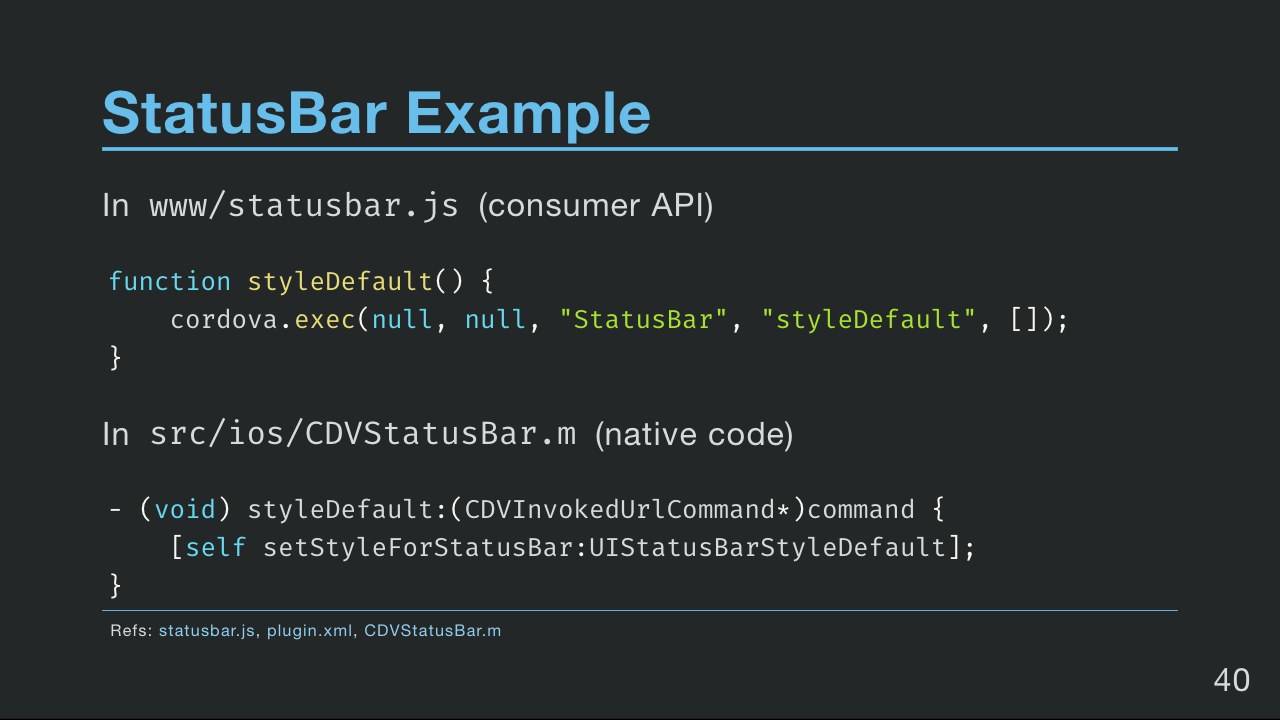 StatusBar Example
In www/statusbar.js (consumer API)
function styleDefault() {
    cordova.exec(null, null, "StatusBar", "styleDefault", []);
}
In src/ios/CDVStatusBar.m (native code)
- (void) styleDefault:(CDVInvokedUrlCommand*)command {
    [self setStyleForStatusBar:UIStatusBarStyleDefault];
}
Refs: statusbar.js, plugin.xml, CDVStatusBar.m
40